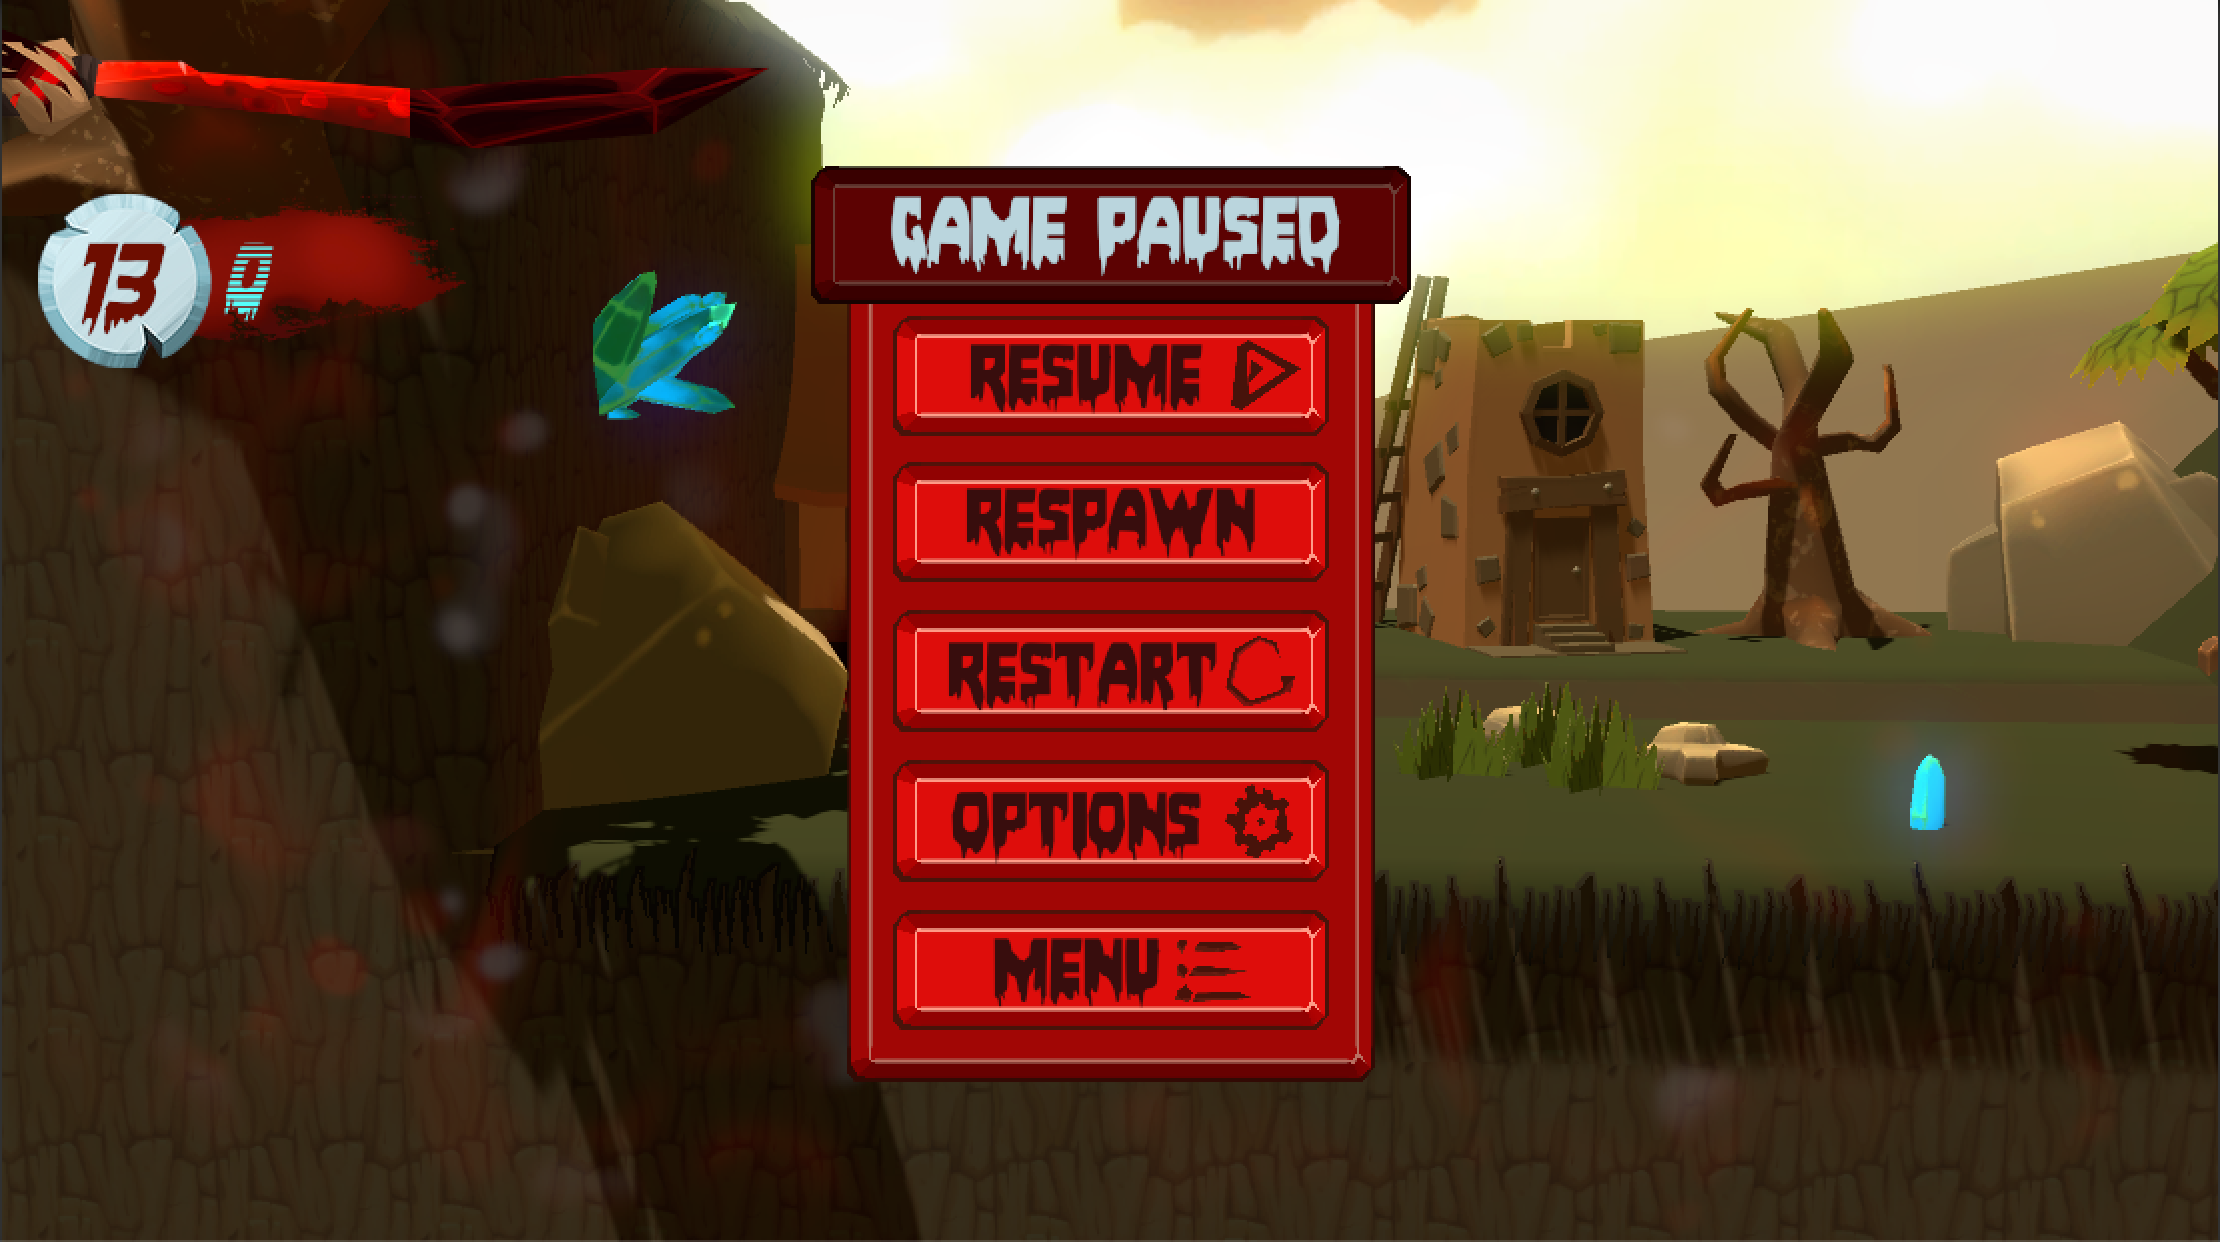 13
0
GAME PAUSED
RESUME
RESPAWN
RESTART
OPTIONS
MENU